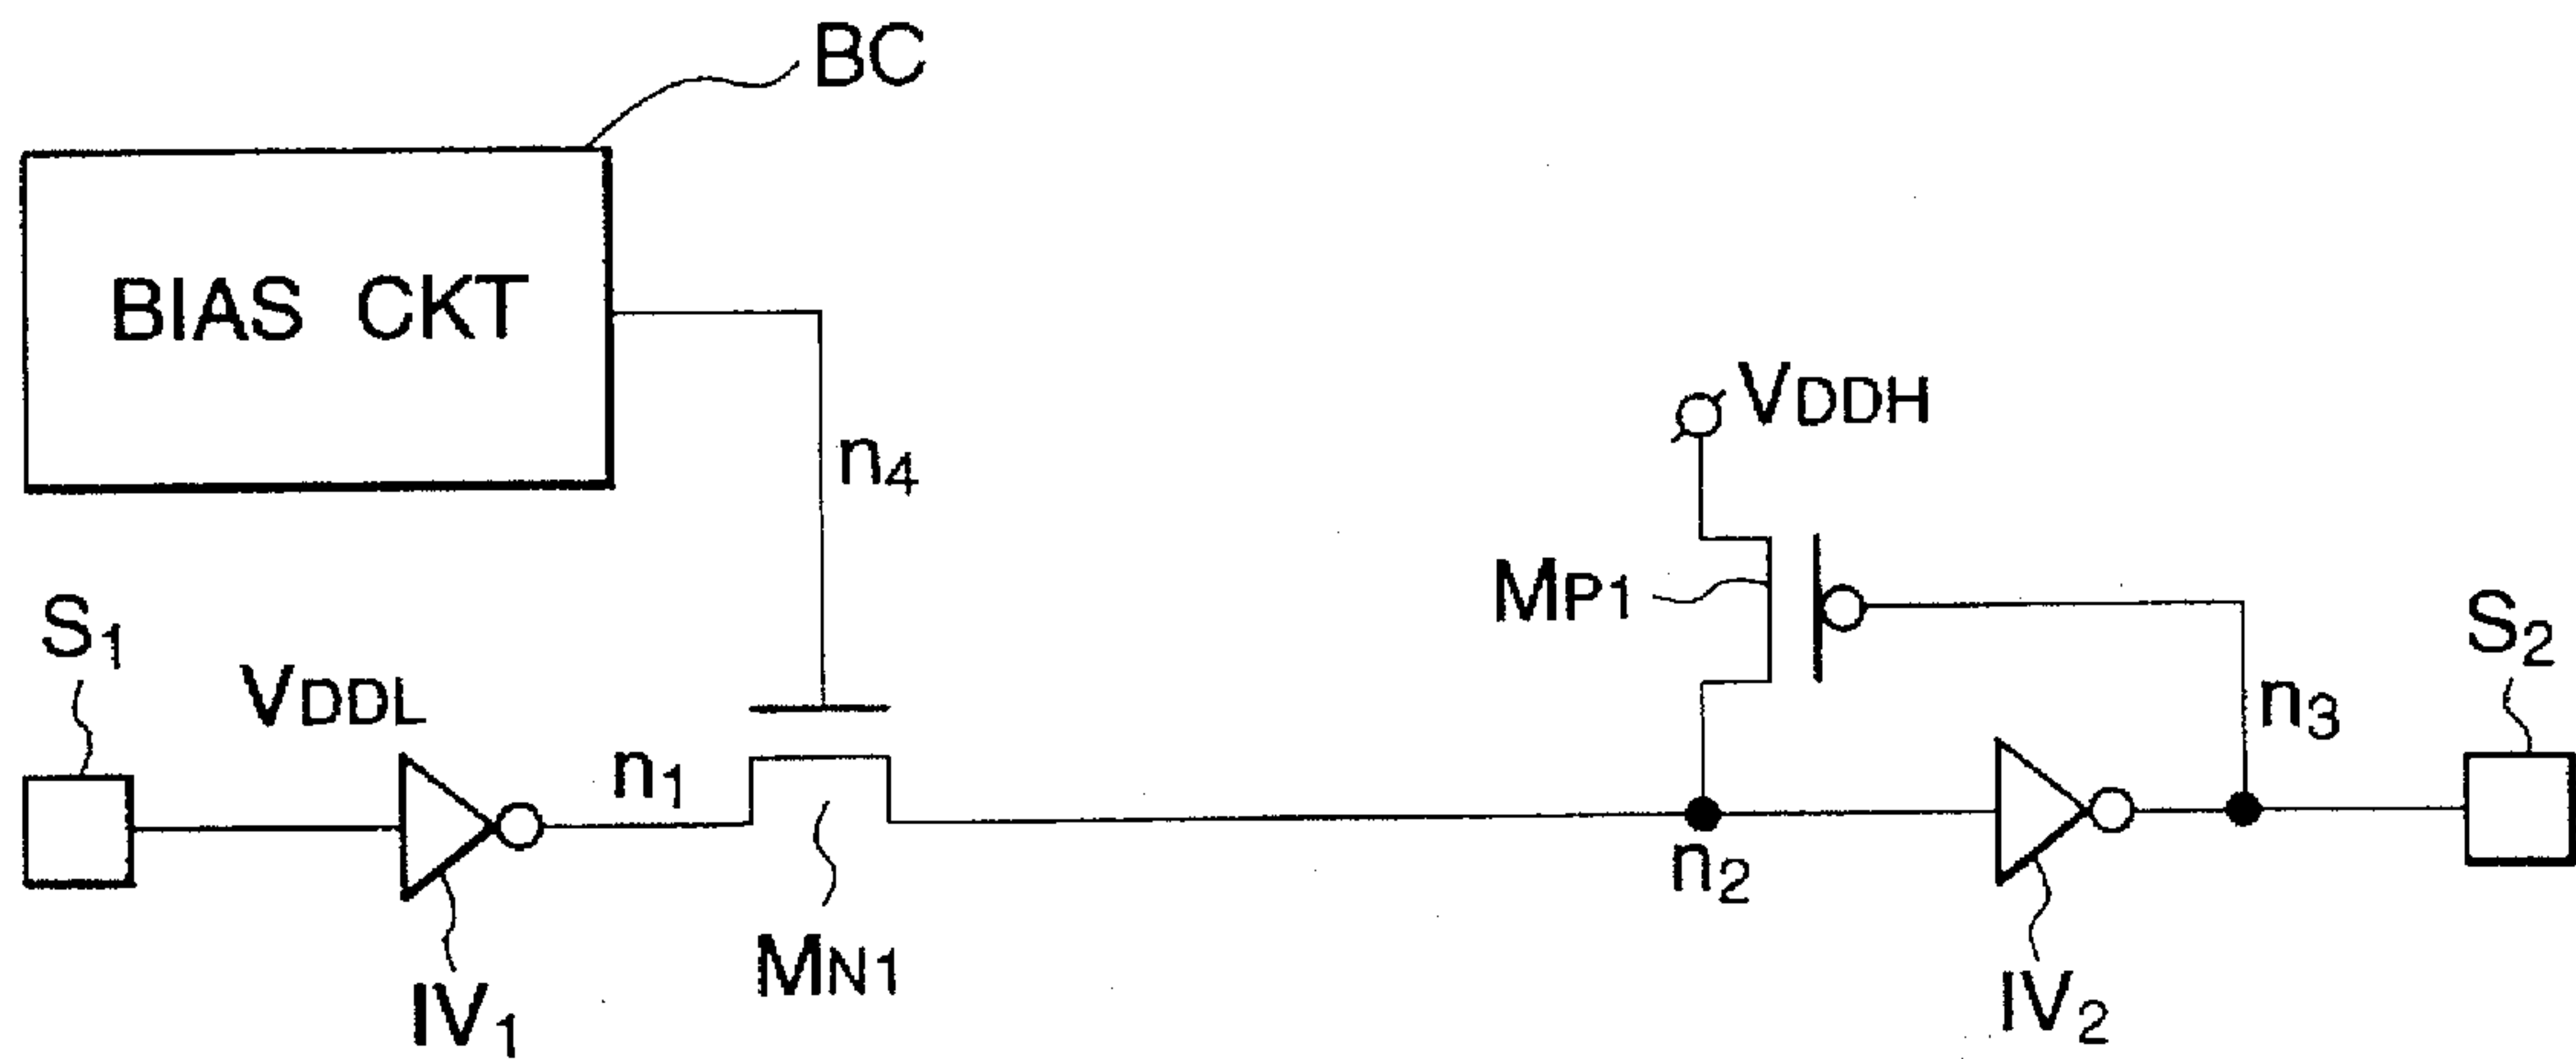 BC
BIAS CKT
n4
VDDH
MP1
S1
S2
VDDL
n3
n1
n2
MN1
IV1
IV2